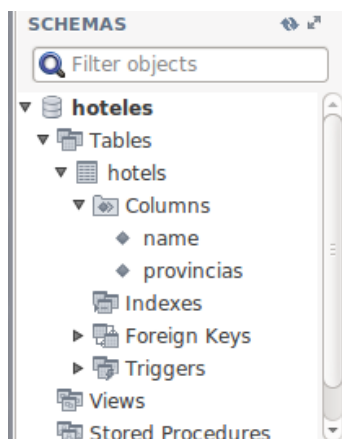 SCHEMAS
Filter objects
hoteles
Tables
hotels
Columns
name
provincias
Indexes
Foreign Keys
Triggers
Views
Stored Procedures